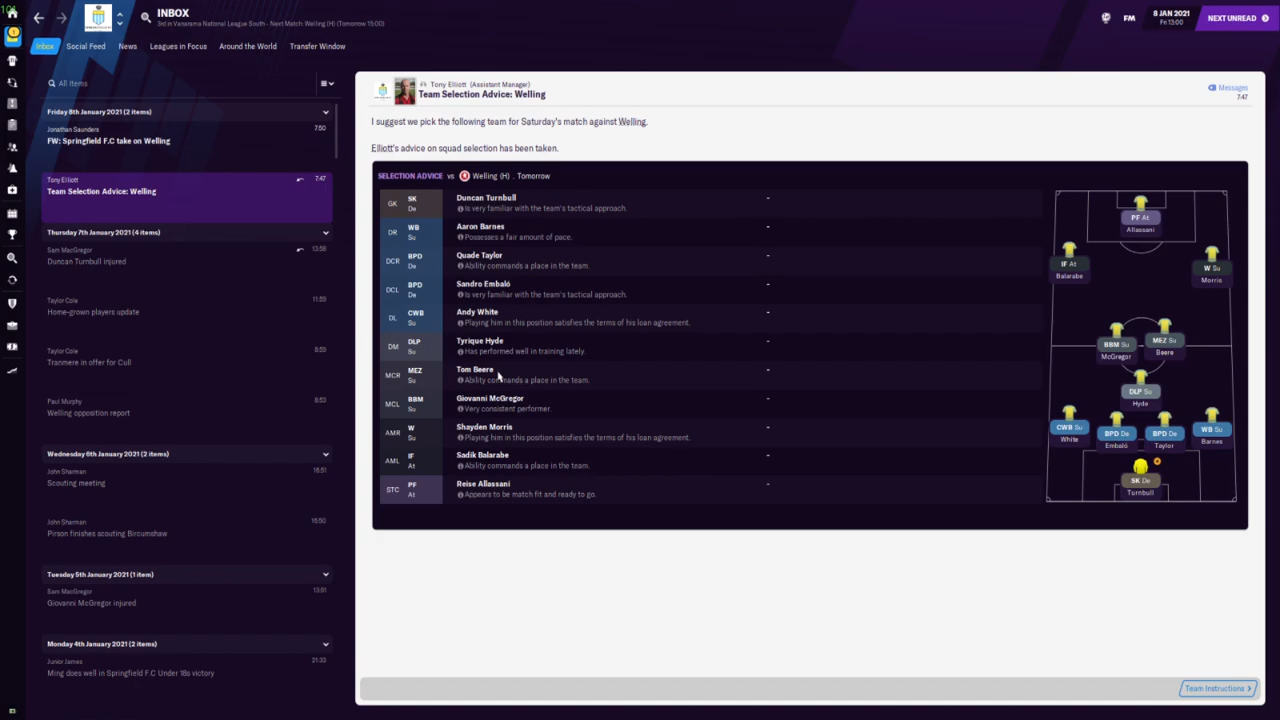 INBOX
3rd in Vanarama National League South - Next Match: Welling (H) (Tomorrow 15:00)
FM
8 JAN 2021
Fri 13:00
NEXT UNREAD
Inbox
Social Feed
News
Leagues in Focus
Around the World
Transfer Window
All Items
Friday 8th January 2021 (2 items)
Jonathan Saunders 7:50
FW: Springfield F.C take on Welling
Tony Elliott 7:47
Team Selection Advice: Welling
Thursday 7th January 2021 (4 items)
Sam MacGregor 13:58
Duncan Turnbull injured
Taylor Cole 11:59
Home-grown players update
Taylor Cole 8:59
Tranmere in offer for Cull
Paul Murphy 8:53
Welling opposition report
Wednesday 6th January 2021 (2 items)
John Sharman 16:51
Scouting meeting
John Sharman 16:50
Pirson finishes scouting Bircumshaw
Tuesday 5th January 2021 (1 item)
Sam MacGregor 13:51
Giovanni McGregor injured
Monday 4th January 2021 (2 items)
Junior James 21:33
Ming does well in Springfield F.C Under 18s victory
Tony Elliott (Assistant Manager)
Team Selection Advice: Welling
Messages
7:47
I suggest we pick the following team for Saturday's match against Welling.
Elliott's advice on squad selection has been taken.
SELECTION ADVICE vs Welling (H) . Tomorrow
GK SK De Duncan Turnbull -
Is very familiar with the team's tactical approach.
DR WB Su Aaron Barnes -
Possesses a fair amount of pace.
DCR BPD De Quade Taylor -
Ability commands a place in the team.
DCL BPD De Sandro Embaló -
Is very familiar with the team's tactical approach.
DL CWB Su Andy White -
Playing him in this position satisfies the terms of his loan agreement.
DM DLP Su Tyrique Hyde -
Has performed well in training lately.
MCR MEZ Su Tom Beere -
Ability commands a place in the team.
MCL BBM Su Giovanni McGregor -
Very consistent performer.
AMR W Su Shayden Morris -
Playing him in this position satisfies the terms of his loan agreement.
AML IF At Sadik Balarabe -
Ability commands a place in the team.
STC PF At Reise Allassani -
Appears to be match fit and ready to go.
PF At
Allassani
IF At
Balarabe
W Su
Morris
BBM Su
McGregor
MEZ Su
Beere
DLP Su
Hyde
CWB Su
White
BPD De
Embaló
BPD De
Taylor
WB Su
Barnes
SK De
Turnbull
Team Instructions